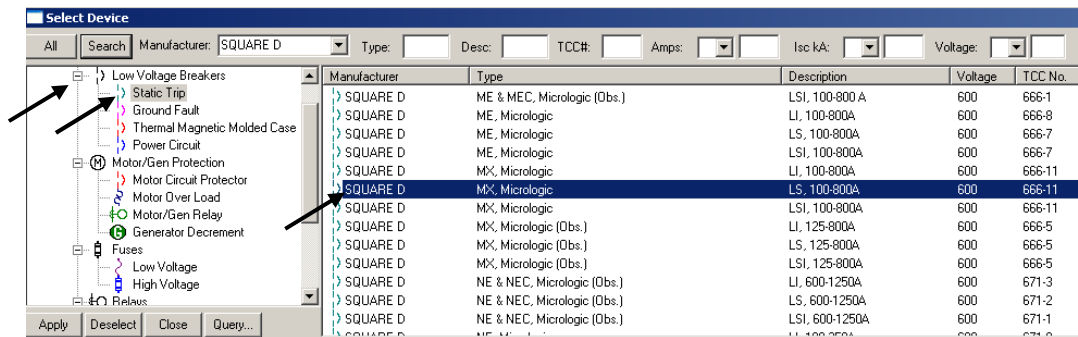 Select Device
All Search Manufacturer: SQUARE D Type: Desc: TCC#: Amps: Isc kA: Voltage:
Low Voltage Breakers
Static Trip
Ground Fault
Thermal Magnetic Molded Case
Power Circuit
Motor/Gen Protection
Motor Circuit Protector
Motor Over Load
Motor/Gen Relay
Generator Decrement
Fuses
Low Voltage
High Voltage
Relays
Apply Deselect Close Query...
Manufacturer Type Description Voltage TCC No.
SQUARE D ME & MEC, Micrologic (Obs.) LSI, 100-800 A 600 666-1
SQUARE D ME, Micrologic LI, 100-800A 600 666-8
SQUARE D ME, Micrologic LS, 100-800A 600 666-7
SQUARE D ME, Micrologic LSI, 100-800A 600 666-7
SQUARE D MX, Micrologic LI, 100-800A 600 666-11
SQUARE D MX, Micrologic LS, 100-800A 600 666-11
SQUARE D MX, Micrologic LSI, 100-800A 600 666-11
SQUARE D MX, Micrologic (Obs.) LI, 125-800A 600 666-5
SQUARE D MX, Micrologic (Obs.) LS, 125-800A 600 666-5
SQUARE D MX, Micrologic (Obs.) LSI, 125-800A 600 666-5
SQUARE D NE & NEC, Micrologic (Obs.) LI, 600-1250A 600 671-3
SQUARE D NE & NEC, Micrologic (Obs.) LS, 600-1250A 600 671-2
SQUARE D NE & NEC, Micrologic (Obs.) LSI, 600-1250A 600 671-1